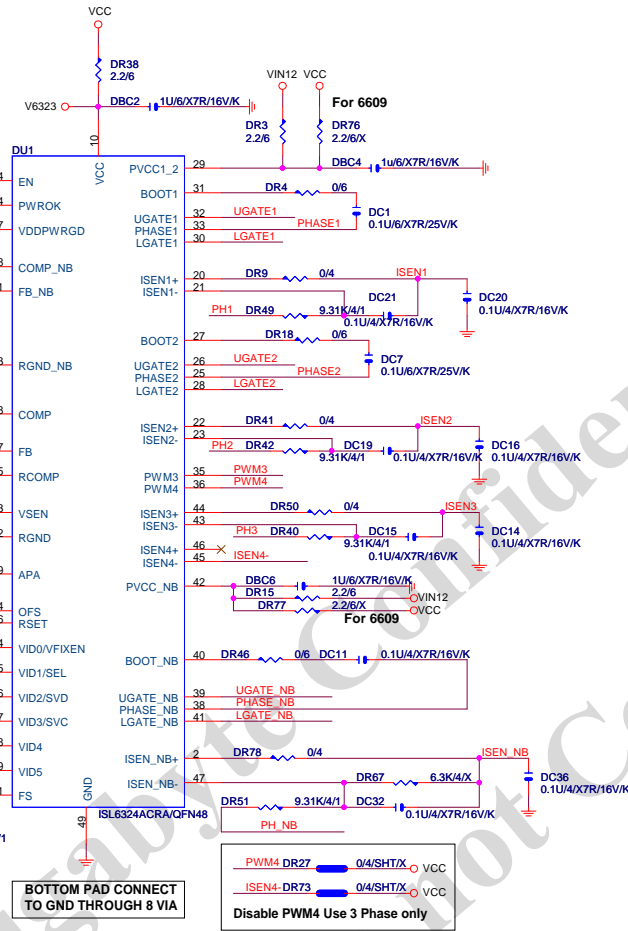 VCC
DR38
2.2/6
V6323
DBC2
1U/6/X7R/16V/K
VIN12
VCC
For 6609
DR3
2.2/6
DR76
2.2/6/X
DBC4
1u/6/X7R/16V/K
10
DU1
VCC
EN
PWROK
VDDPWRGD
COMP_NB
FB_NB
RGND_NB
COMP
FB
RCOMP
VSEN
RGND
APA
OFS
RSET
VID0/VFIXEN
VID1/SEL
VID2/SVD
VID3/SVC
VID4
VID5
FS
GND
49
ISL6324ACRA/QFN48
PVCC1_2 29
BOOT1 31 DR4 0/6
DC1
0.1U/6/X7R/25V/K
UGATE1 32 UGATE1
PHASE1 33 PHASE1
LGATE1 30 LGATE1
ISEN1+ 20 DR9 0/4 ISEN1
ISEN1- 21
DC21
0.1U/4/X7R/16V/K
DC20
0.1U/4/X7R/16V/K
PH1 DR49 9.31K/4/1
BOOT2 27 DR18 0/6
DC7
0.1U/6/X7R/25V/K
UGATE2 26 UGATE2
PHASE2 25 PHASE2
LGATE2 28 LGATE2
ISEN2+ 22 DR41 0/4 ISEN2
ISEN2- 23
PH2 DR42 9.31K/4/1
DC19
0.1U/4/X7R/16V/K
DC16
0.1U/4/X7R/16V/K
PWM3 35 PWM3
PWM4 36 PWM4
ISEN3+ 44 DR50 0/4 ISEN3
ISEN3- 43
PH3 DR40 9.31K/4/1
DC15
0.1U/4/X7R/16V/K
DC14
0.1U/4/X7R/16V/K
ISEN4+ 46
ISEN4- 45 ISEN4-
PVCC_NB 42 DBC6 1U/6/X7R/16V/K
DR15 2.2/6 VIN12
DR77 2.2/6/X VCC
For 6609
BOOT_NB 40 DR46 0/6 DC11 0.1U/4/X7R/16V/K
UGATE_NB 39 UGATE_NB
PHASE_NB 38 PHASE_NB
LGATE_NB 41 LGATE_NB
ISEN_NB+ 2 DR78 0/4 ISEN_NB
ISEN_NB- 47 DR67 6.3K/4/X
DC36
0.1U/4/X7R/16V/K
DR51 9.31K/4/1 DC32
0.1U/4/X7R/16V/K
PH_NB
PWM4 DR27 0/4/SHT/X VCC
ISEN4- DR73 0/4/SHT/X VCC
Disable PWM4 Use 3 Phase only
BOTTOM PAD CONNECT
TO GND THROUGH 8 VIA